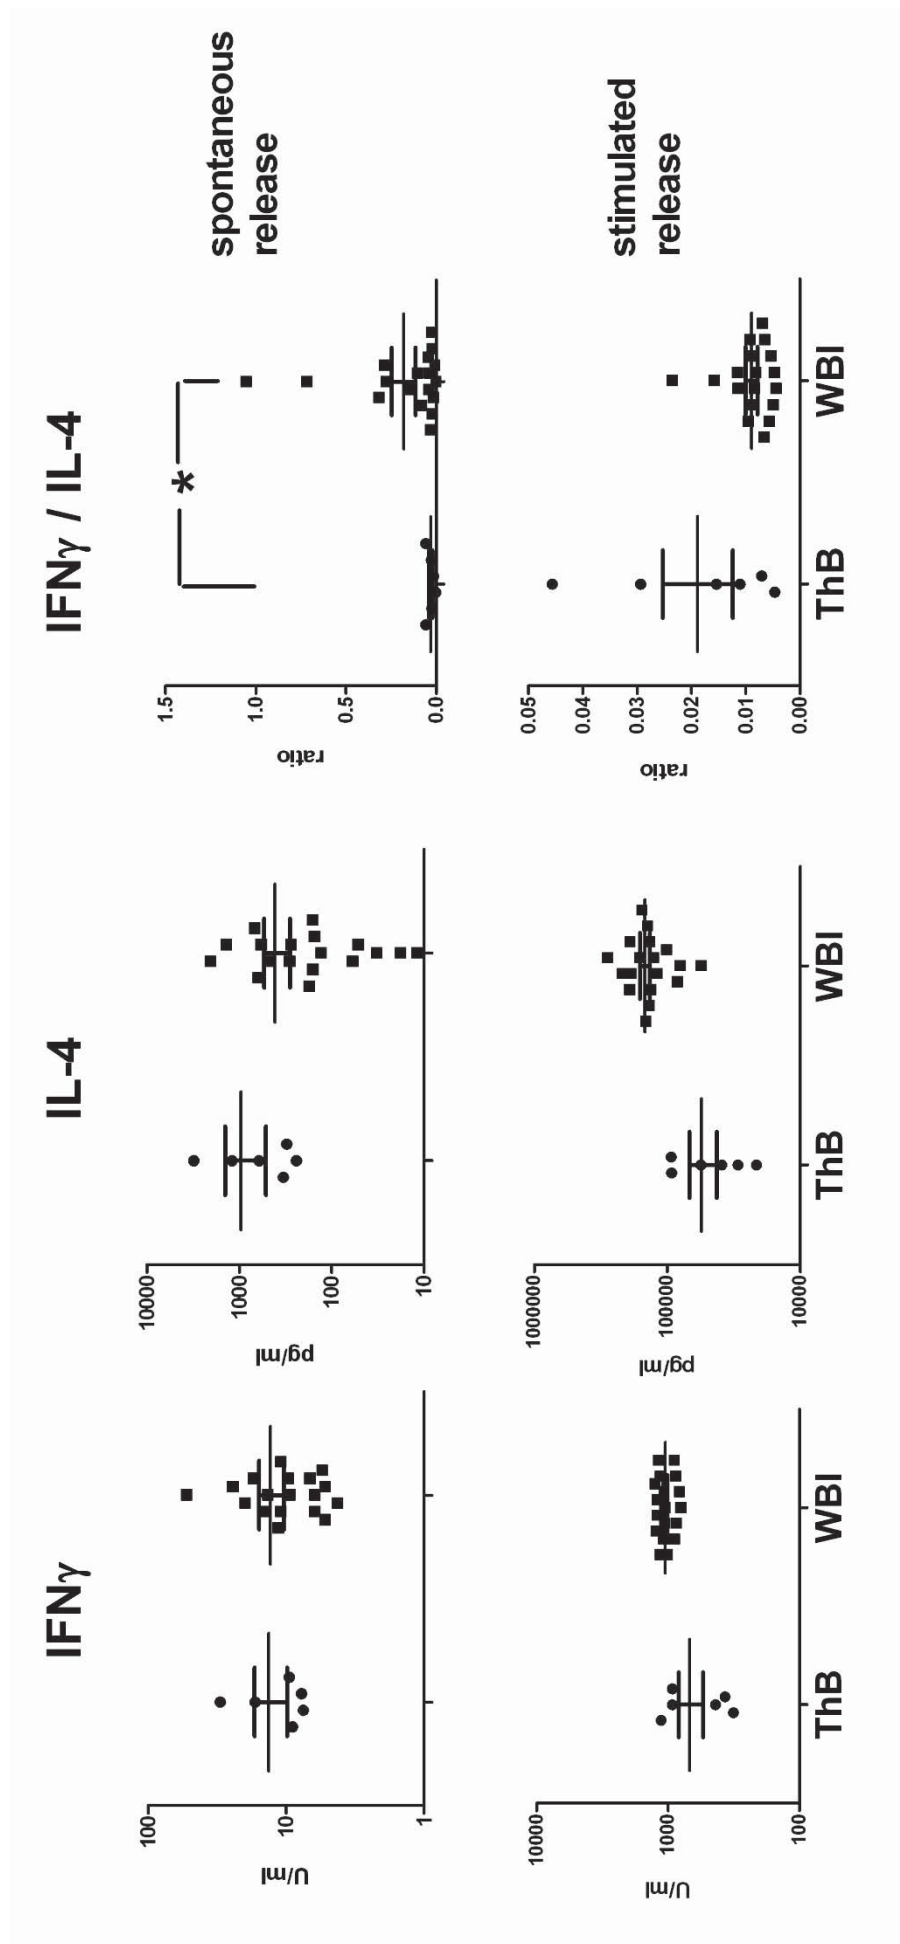 IFNγ
IL-4
IFNγ / IL-4
100
10
1
U/ml
10000
1000
100
10
pg/ml
1.5
1.0
0.5
0.0
ratio
*
spontaneous
release
10000
1000
100
U/ml
ThB
WBI
1000000
100000
10000
pg/ml
ThB
WBI
0.05
0.04
0.03
0.02
0.01
0.00
ratio
ThB
WBI
stimulated
release